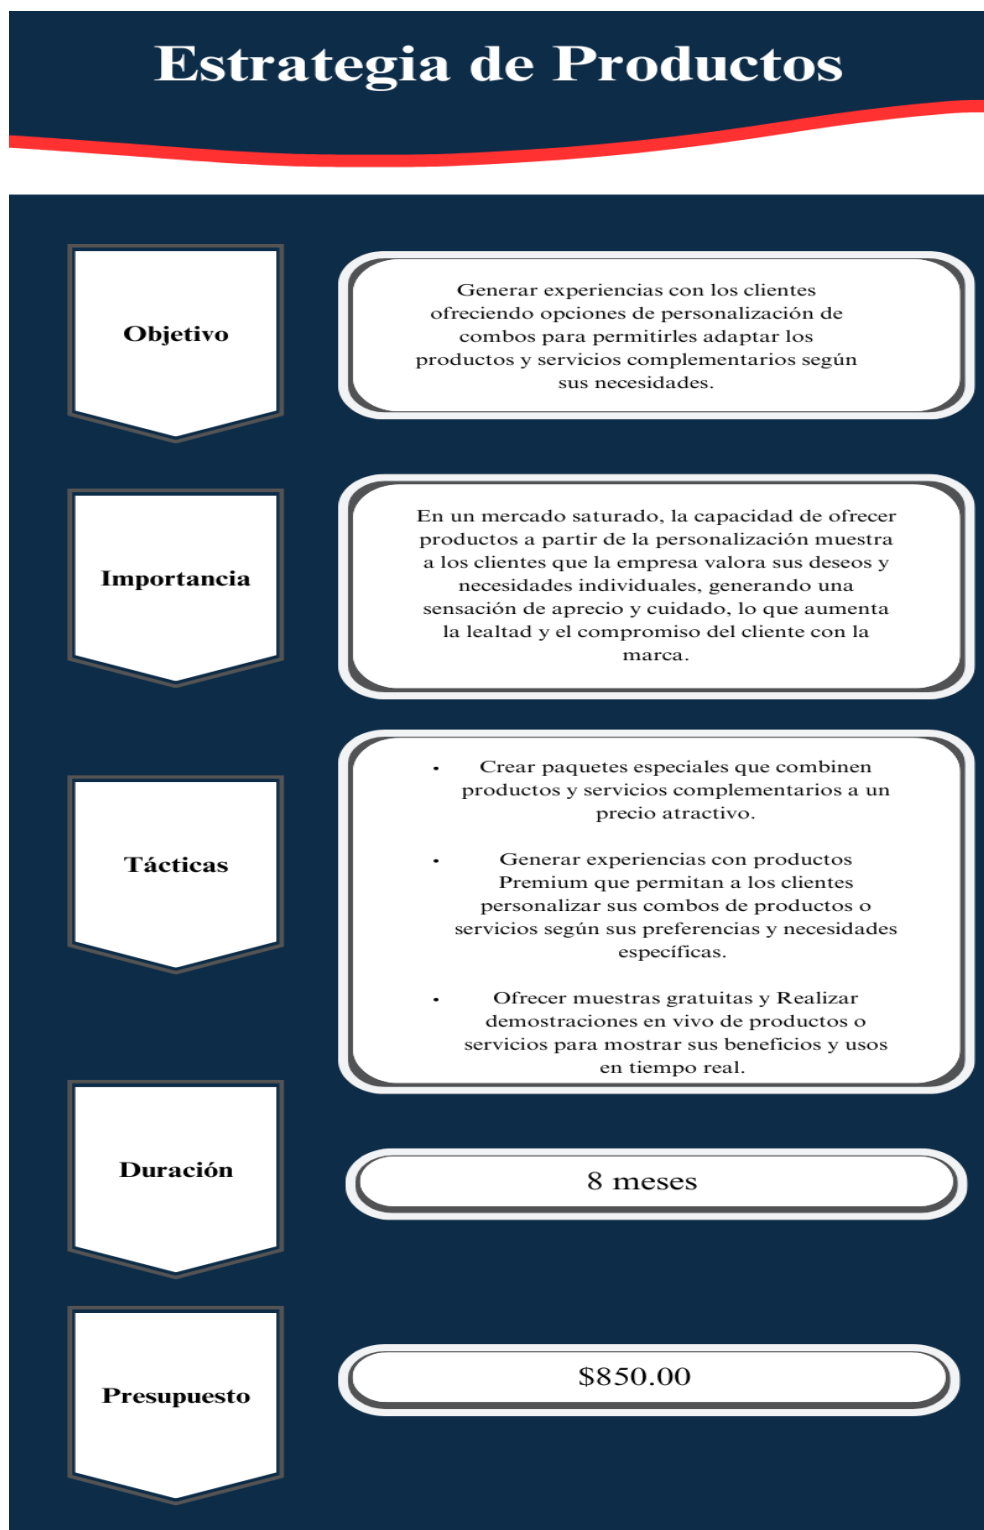 Estrategia de Productos
Objetivo
Generar experiencias con los clientes
ofreciendo opciones de personalización de
combos para permitirles adaptar los
productos y servicios complementarios según
sus necesidades.
Importancia
En un mercado saturado, la capacidad de ofrecer
productos a partir de la personalización muestra
a los clientes que la empresa valora sus deseos y
necesidades individuales, generando una
sensación de aprecio y cuidado, lo que aumenta
la lealtad y el compromiso del cliente con la
marca.
Tácticas
• Crear paquetes especiales que combinen
productos y servicios complementarios a un
precio atractivo.
• Generar experiencias con productos
Premium que permitan a los clientes
personalizar sus combos de productos o
servicios según sus preferencias y necesidades
específicas.
• Ofrecer muestras gratuitas y Realizar
demostraciones en vivo de productos o
servicios para mostrar sus beneficios y usos
en tiempo real.
Duración
8 meses
Presupuesto
$850.00